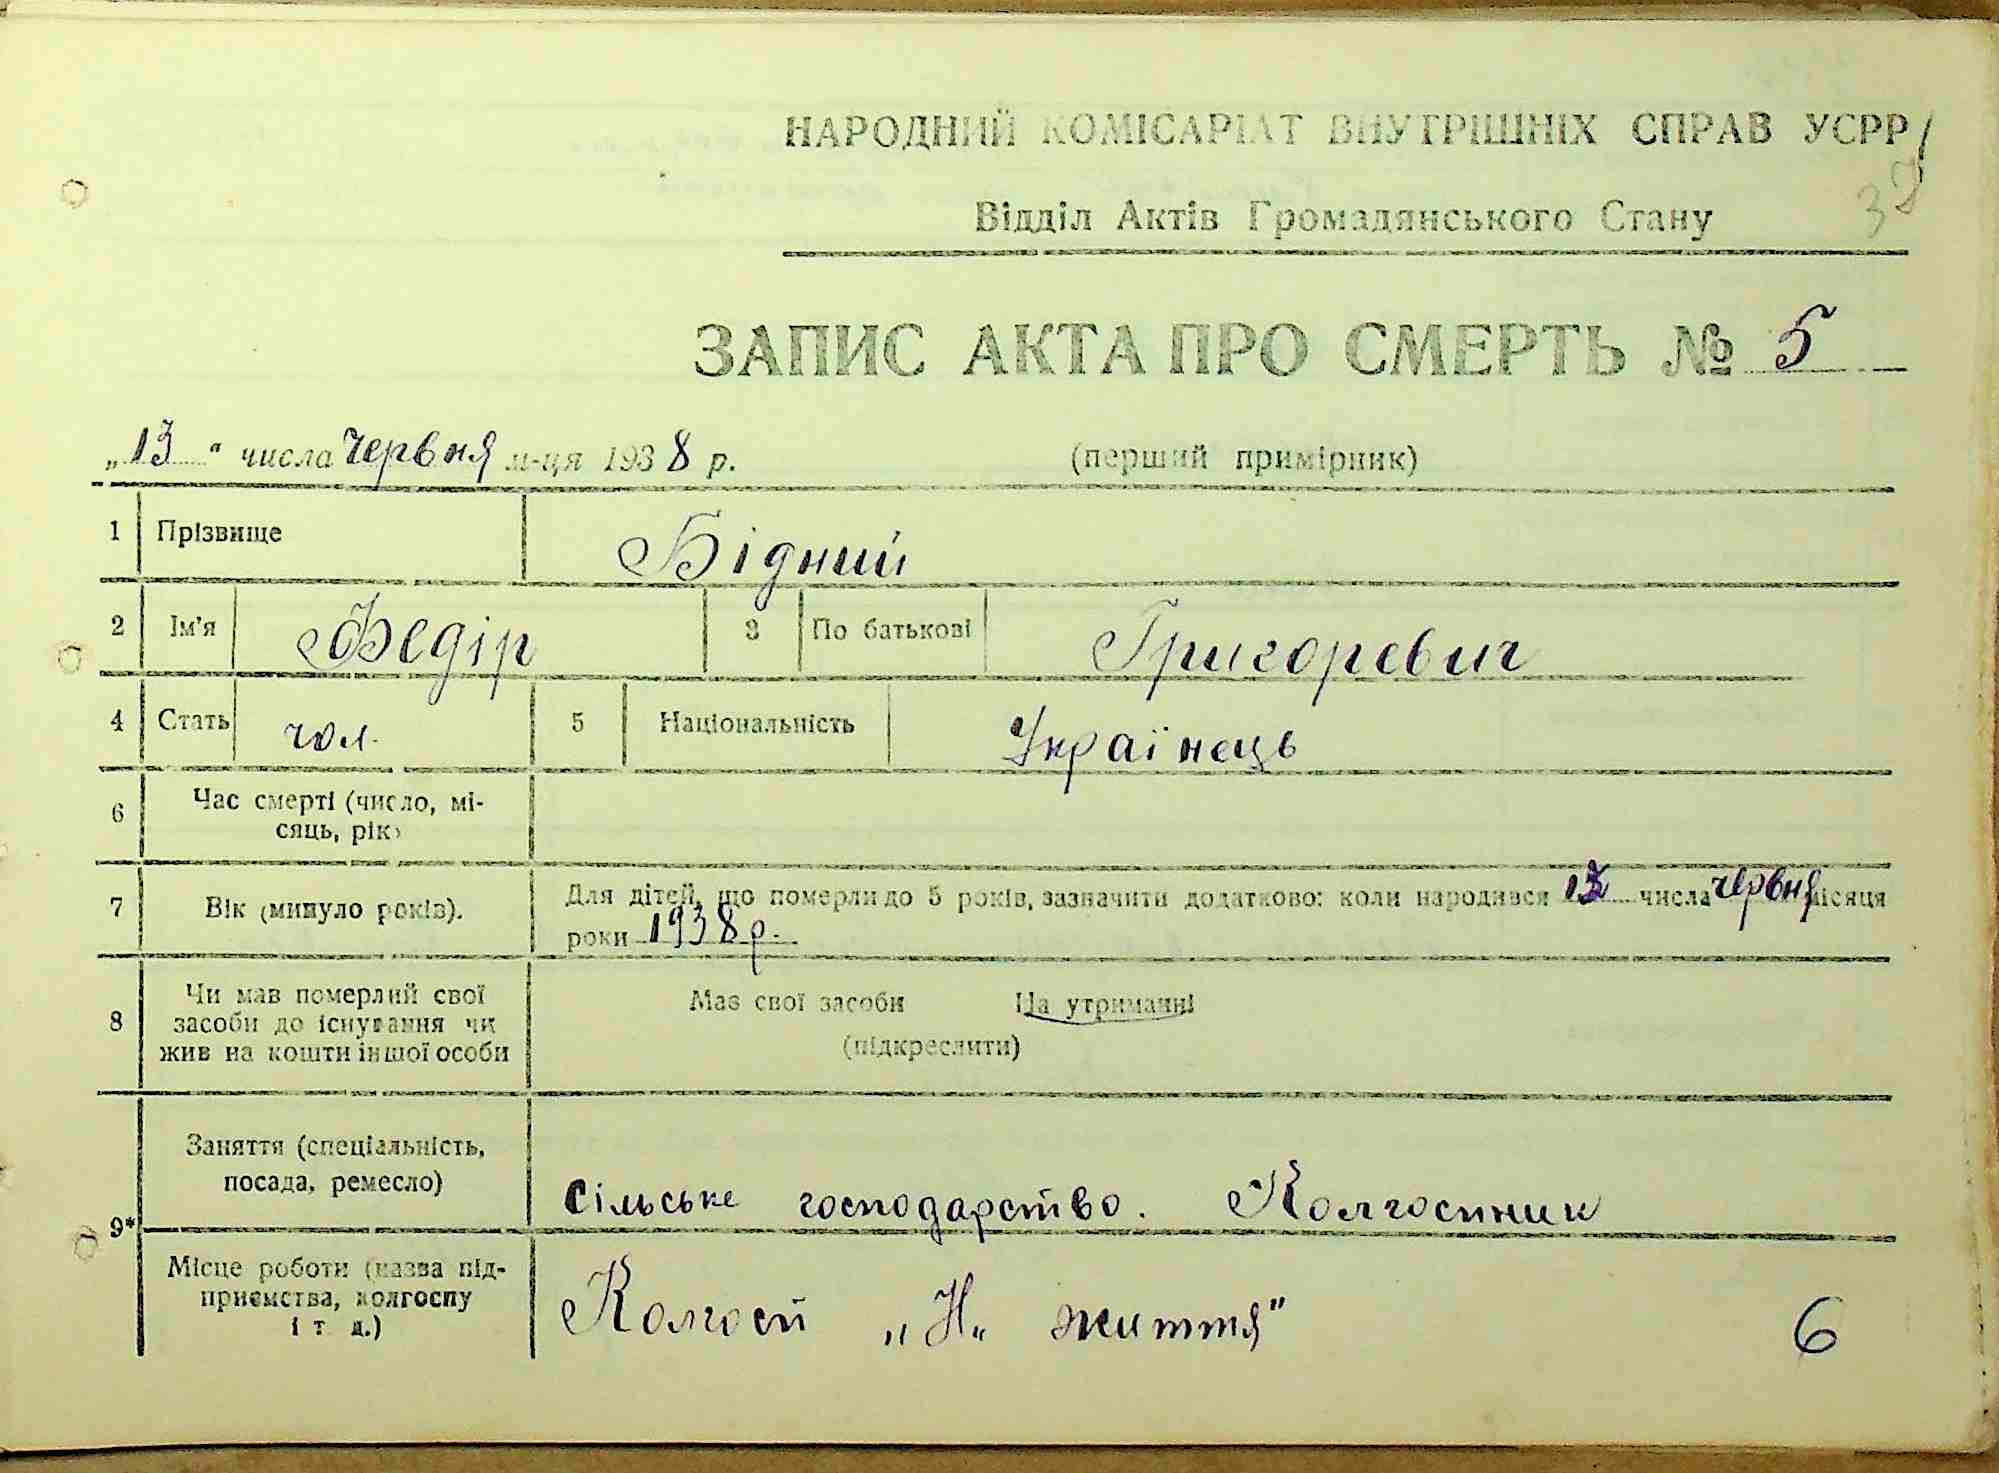 НАРОДНИЙ КОМІСАРІАТ ВНУТРІШНІХ СПРАВ УСРР
Відділ Актів Громадянського Стану
ЗАПИС АКТА ПРО СМЕРТЬ № 5
„13“ числа Червня м-ця 1938 р. (перший примірник)
1 Прізвище Бідний
2 Ім'я Федір 3 По батькові Григоревич
4 Стать чол. 5 Національність Українець
6 Час смерті (число, мі-
сяць, рік)
7 Вік (минуло років). Для дітей, що померли до 5 років, зазначити додатково: коли народився числа червня місяця
роки 1938 р.
8 Чи мав померлий свої
засоби до існування чи
жив на кошти іншої особи
Має свої засоби На утриманні
(підкреслити)
9*
Заняття (спеціальність,
посада, ремесло)
Сільське господарство. Колгоспник
Місце роботи (назва під-
приємства, колгоспу
і т д.)
Колгосп „Н„ життя"
6